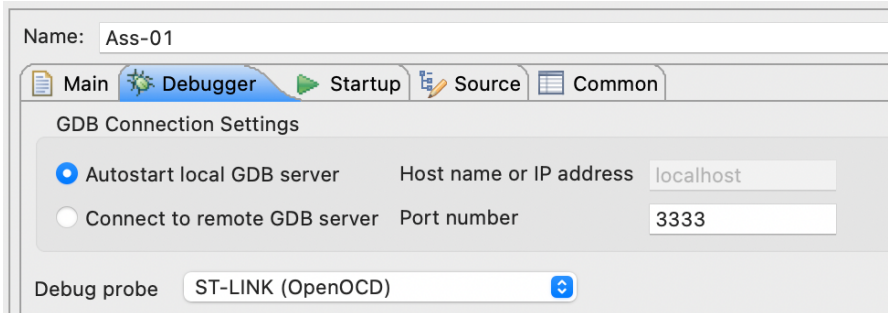 Name: Ass-01
Main Debugger Startup Source Common
GDB Connection Settings
Autostart local GDB server Host name or IP address localhost
Connect to remote GDB server Port number 3333
Debug probe ST-LINK (OpenOCD)